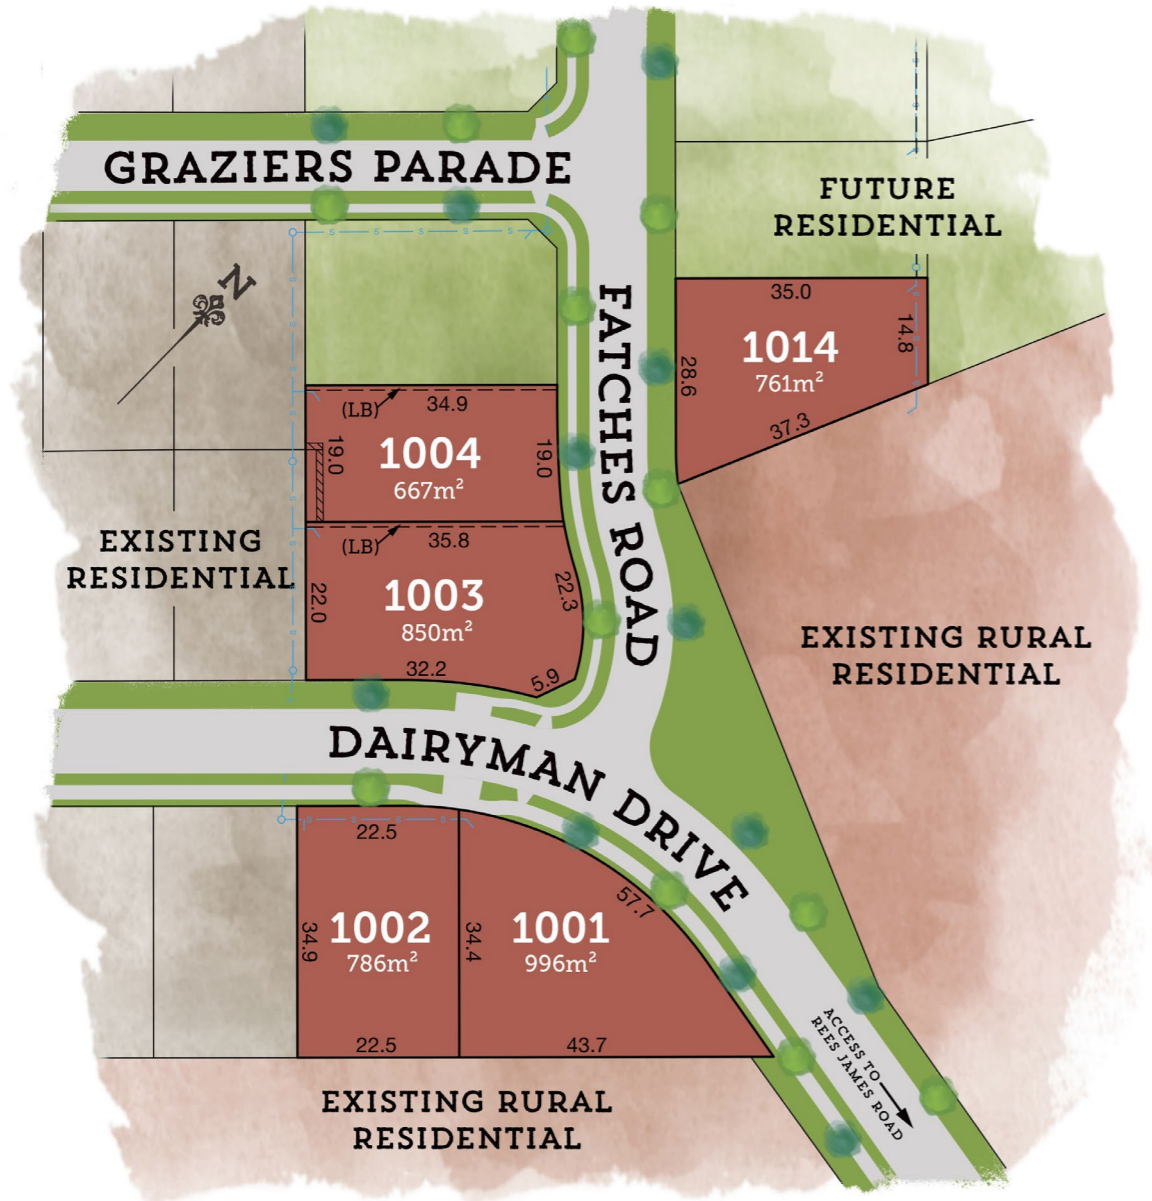 GRAZIERS PARADE
FUTURE
RESIDENTIAL
N
S S S S S
FATCHES ROAD
35.0
1014
761m²
14.8
28.6
37.3
(LB)
34.9
1004
667m²
19.0
19.0
EXISTING
RESIDENTIAL
(LB)
35.8
1003
850m²
22.0
22.3
32.2
5.9
EXISTING RURAL
RESIDENTIAL
DAIRYMAN DRIVE
22.5
1002
786m²
34.9
34.4
22.5
1001
996m²
57.7
43.7
ACCESS TO
REES JAMES ROAD
EXISTING RURAL
RESIDENTIAL